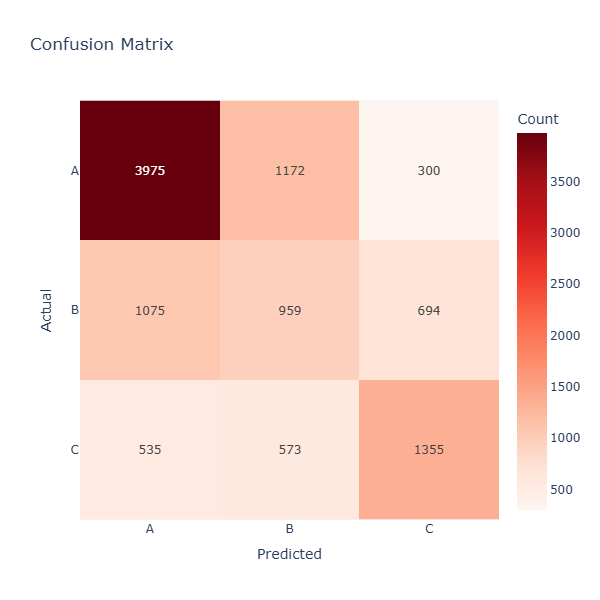 Confusion Matrix
Count
A 3975 1172 300
3500
3000
2500
Actual
B 1075 959 694
2000
1500
C 535 573 1355
1000
500
A B C
Predicted